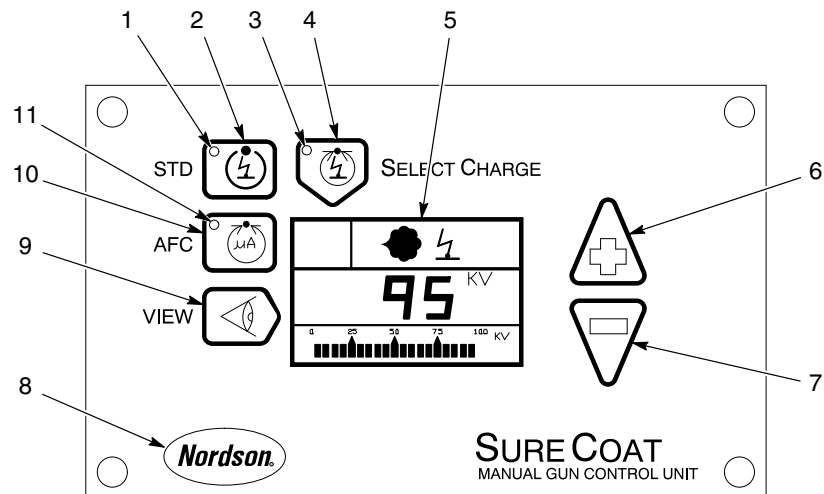 1 2 3 4 5
11
STD
SELECT CHARGE
6
10
AFC
μA
KV
95
9
VIEW
0 25 50 75 100 KV
7
8
Nordson®
SURE COAT
MANUAL GUN CONTROL UNIT